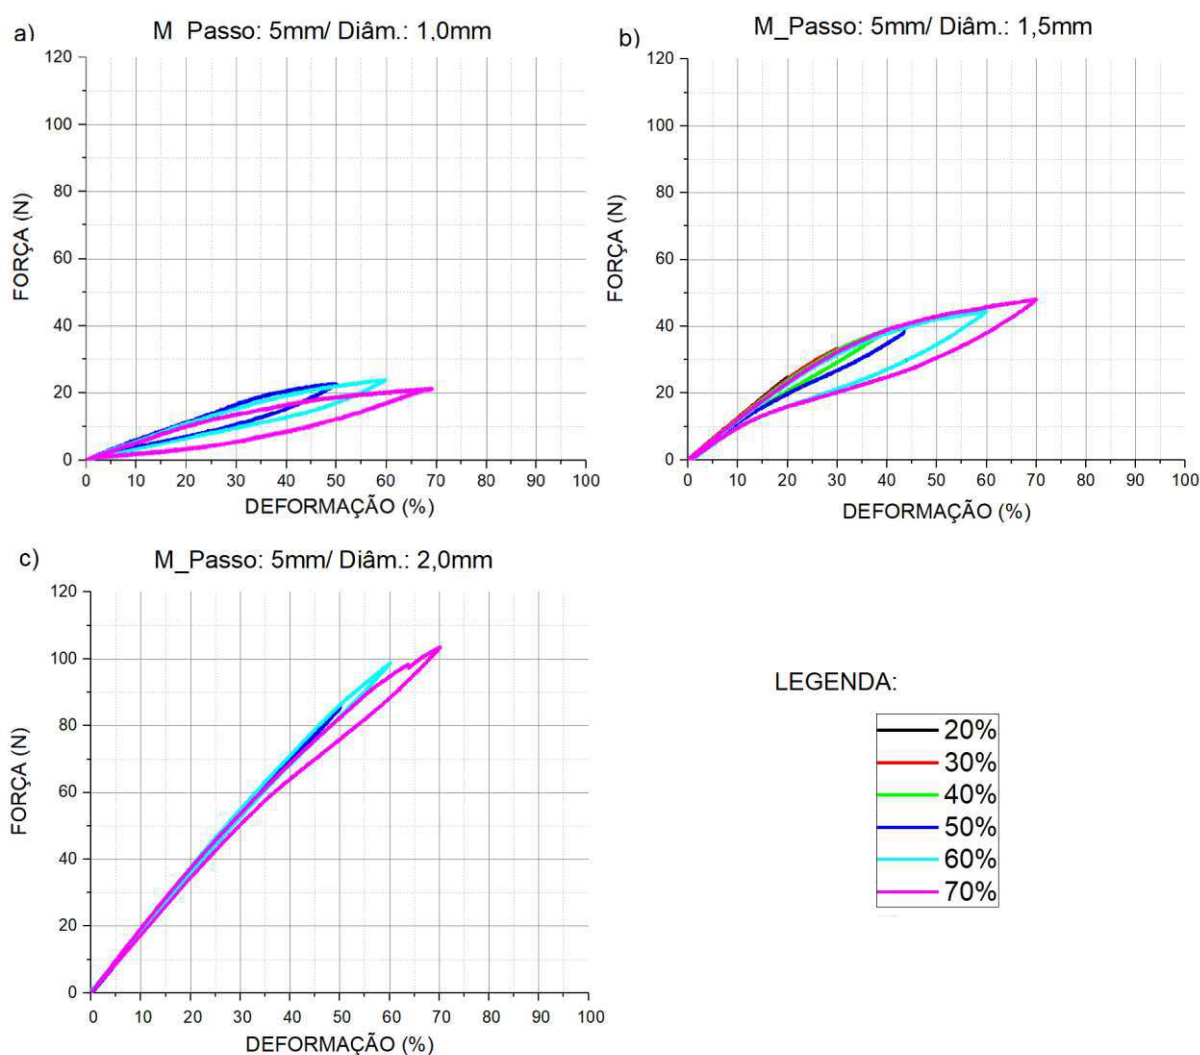 a)
M_Passo: 5mm/ Diâm.: 1,0mm
120
100
80
60
40
20
0
FORÇA (N)
0 10 20 30 40 50 60 70 80 90 100
DEFORMAÇÃO (%)
b)
M_Passo: 5mm/ Diâm.: 1,5mm
120
100
80
60
40
20
0
FORÇA (N)
0 10 20 30 40 50 60 70 80 90 100
DEFORMAÇÃO (%)
c)
M_Passo: 5mm/ Diâm.: 2,0mm
120
100
80
60
40
20
0
FORÇA (N)
0 10 20 30 40 50 60 70 80 90 100
DEFORMAÇÃO (%)
LEGENDA:
20%
30%
40%
50%
60%
70%